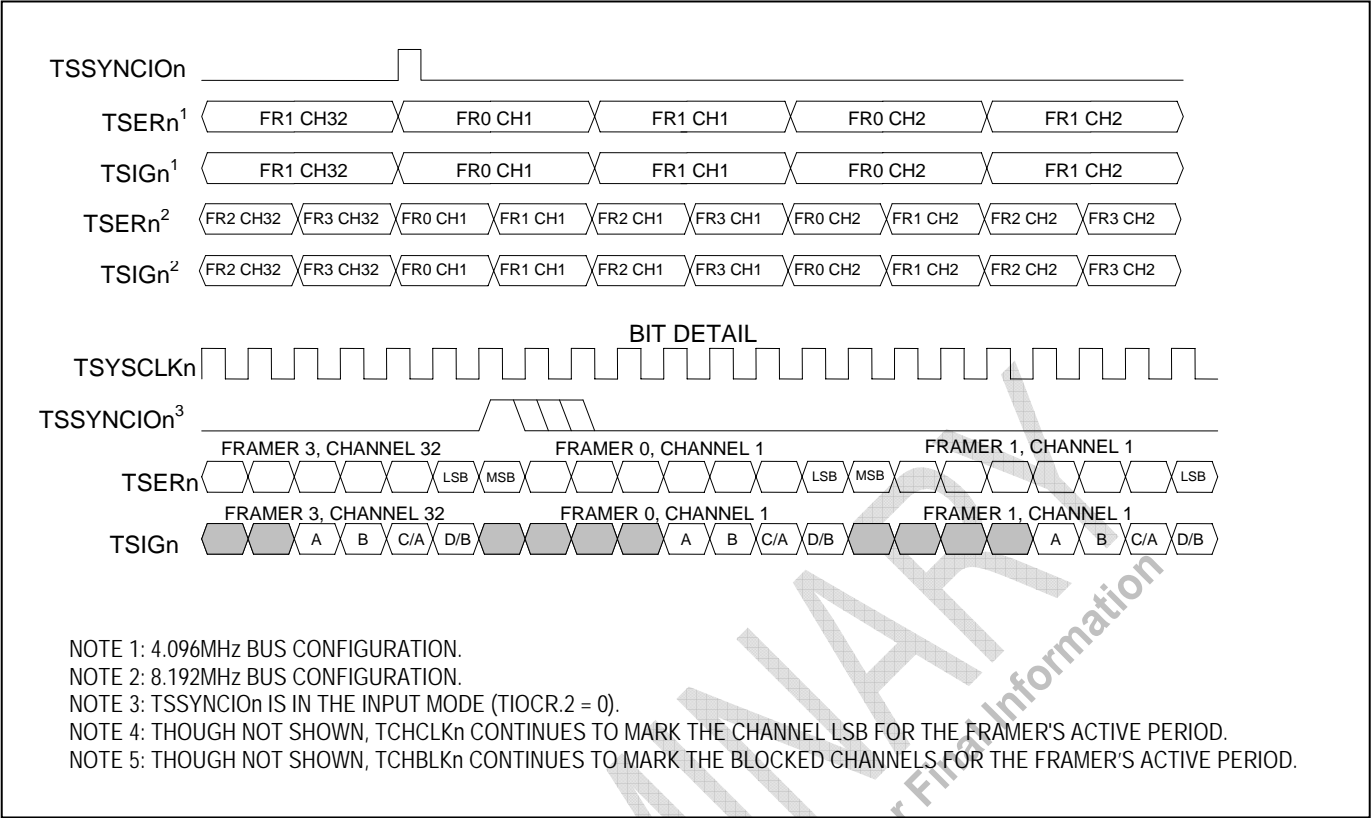 TSSYNCIOn
TSERn1 FR1 CH32 FR0 CH1 FR1 CH1 FR0 CH2 FR1 CH2
TSIGn1 FR1 CH32 FR0 CH1 FR1 CH1 FR0 CH2 FR1 CH2
TSERn2 FR2 CH32 FR3 CH32 FR0 CH1 FR1 CH1 FR2 CH1 FR3 CH1 FR0 CH2 FR1 CH2 FR2 CH2 FR3 CH2
TSIGn2 FR2 CH32 FR3 CH32 FR0 CH1 FR1 CH1 FR2 CH1 FR3 CH1 FR0 CH2 FR1 CH2 FR2 CH2 FR3 CH2
BIT DETAIL
TSYSCLKn
TSSYNCIOn3
FRAMER 3, CHANNEL 32 FRAMER 0, CHANNEL 1 FRAMER 1, CHANNEL 1
TSERn LSB MSB LSB MSB LSB
FRAMER 3, CHANNEL 32 FRAMER 0, CHANNEL 1 FRAMER 1, CHANNEL 1
TSIGn A B C/A D/B A B C/A D/B A B C/A D/B
NOTE 1: 4.096MHz BUS CONFIGURATION.
NOTE 2: 8.192MHz BUS CONFIGURATION.
NOTE 3: TSSYNCIOn IS IN THE INPUT MODE (TIOCR.2 = 0).
NOTE 4: THOUGH NOT SHOWN, TCHCLKn CONTINUES TO MARK THE CHANNEL LSB FOR THE FRAMER'S ACTIVE PERIOD.
NOTE 5: THOUGH NOT SHOWN, TCHBLKn CONTINUES TO MARK THE BLOCKED CHANNELS FOR THE FRAMER’S ACTIVE PERIOD.
MINARY
r Final Information